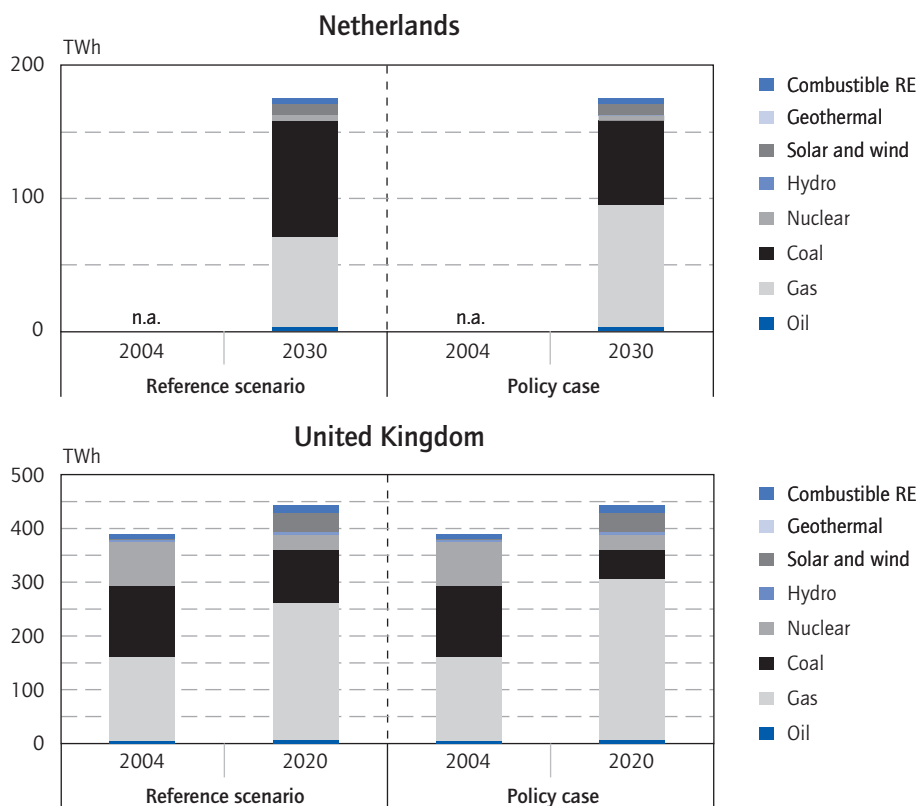 Netherlands
TWh
200
100
0
n.a.
n.a.
2004
2030
2004
2030
Reference scenario
Policy case
Combustible RE
Geothermal
Solar and wind
Hydro
Nuclear
Coal
Gas
Oil
United Kingdom
TWh
500
400
300
200
100
0
2004
2020
2004
2020
Reference scenario
Policy case
Combustible RE
Geothermal
Solar and wind
Hydro
Nuclear
Coal
Gas
Oil